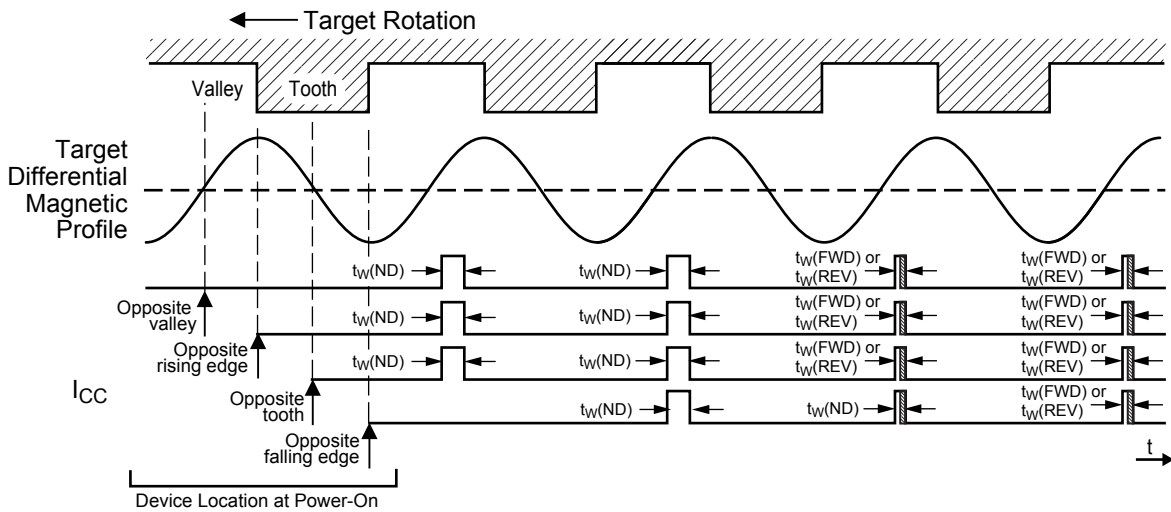 Target Rotation
Valley
Tooth
Target
Differential
Magnetic
Profile
tW(ND)
tW(ND)
tW(FWD) or
tW(REV)
tW(FWD) or
tW(REV)
Opposite
valley
tW(ND)
tW(ND)
tW(FWD) or
tW(REV)
tW(FWD) or
tW(REV)
Opposite
rising edge
tW(ND)
tW(ND)
tW(FWD) or
tW(REV)
tW(FWD) or
tW(REV)
ICC
Opposite
tooth
tW(ND)
tW(ND)
tW(FWD) or
tW(REV)
Opposite
falling edge
t
Device Location at Power-On